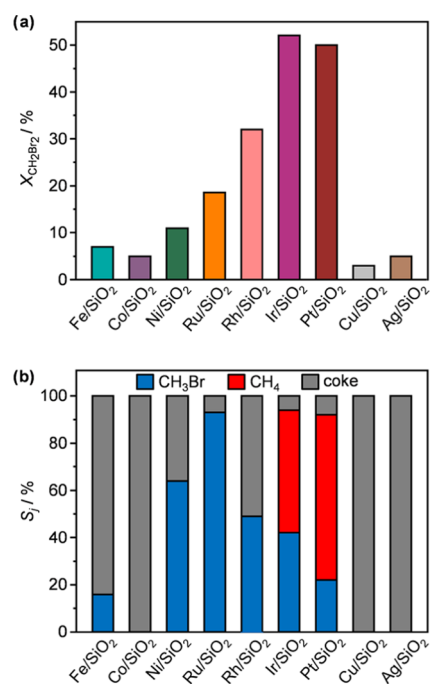 (a)
X_CH₂Br₂ / %
50
40
30
20
10
0
Fe/SiO₂
Co/SiO₂
Ni/SiO₂
Ru/SiO₂
Rh/SiO₂
Ir/SiO₂
Pt/SiO₂
Cu/SiO₂
Ag/SiO₂
(b)
CH₃Br CH₄ coke
S_j / %
100
80
60
40
20
0
Fe/SiO₂
Co/SiO₂
Ni/SiO₂
Ru/SiO₂
Rh/SiO₂
Ir/SiO₂
Pt/SiO₂
Cu/SiO₂
Ag/SiO₂